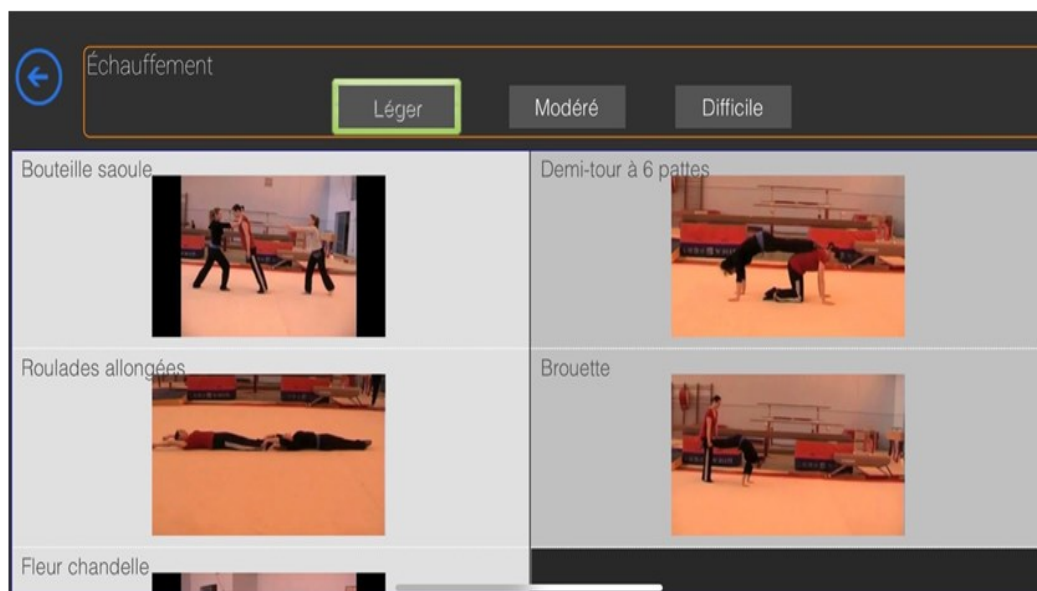 Échauffement
Léger Modéré Difficile
Bouteille saoule
Demi-tour à 6 pattes
Roulades allongées
Brouette
Fleur chandelle